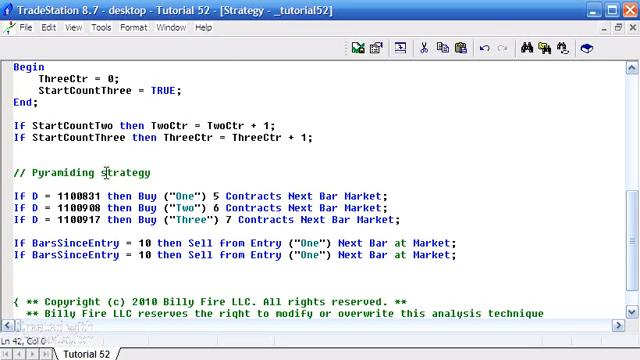 TradeStation 8.7 - desktop - Tutorial 52 - [Strategy - _tutorial52]
File Edit View Tools Format Window Help
Begin
ThreeCtr = 0;
StartCountThree = TRUE;
End;
If StartCountTwo then TwoCtr = TwoCtr + 1;
If StartCountThree then ThreeCtr = ThreeCtr + 1;
// Pyramiding strategy
If D = 1100831 then Buy ("One") 5 Contracts Next Bar Market;
If D = 1100908 then Buy ("Two") 6 Contracts Next Bar Market;
If D = 1100917 then Buy ("Three") 7 Contracts Next Bar Market;
If BarsSinceEntry = 10 then Sell from Entry ("One") Next Bar at Market;
If BarsSinceEntry = 10 then Sell from Entry ("One") Next Bar at Market;
{ ** Copyright (c) 2010 Billy Fire LLC. All rights reserved. **
** Billy Fire LLC reserves the right to modify or overwrite this analysis technique
Ln 42, Col 0
Tutorial 52